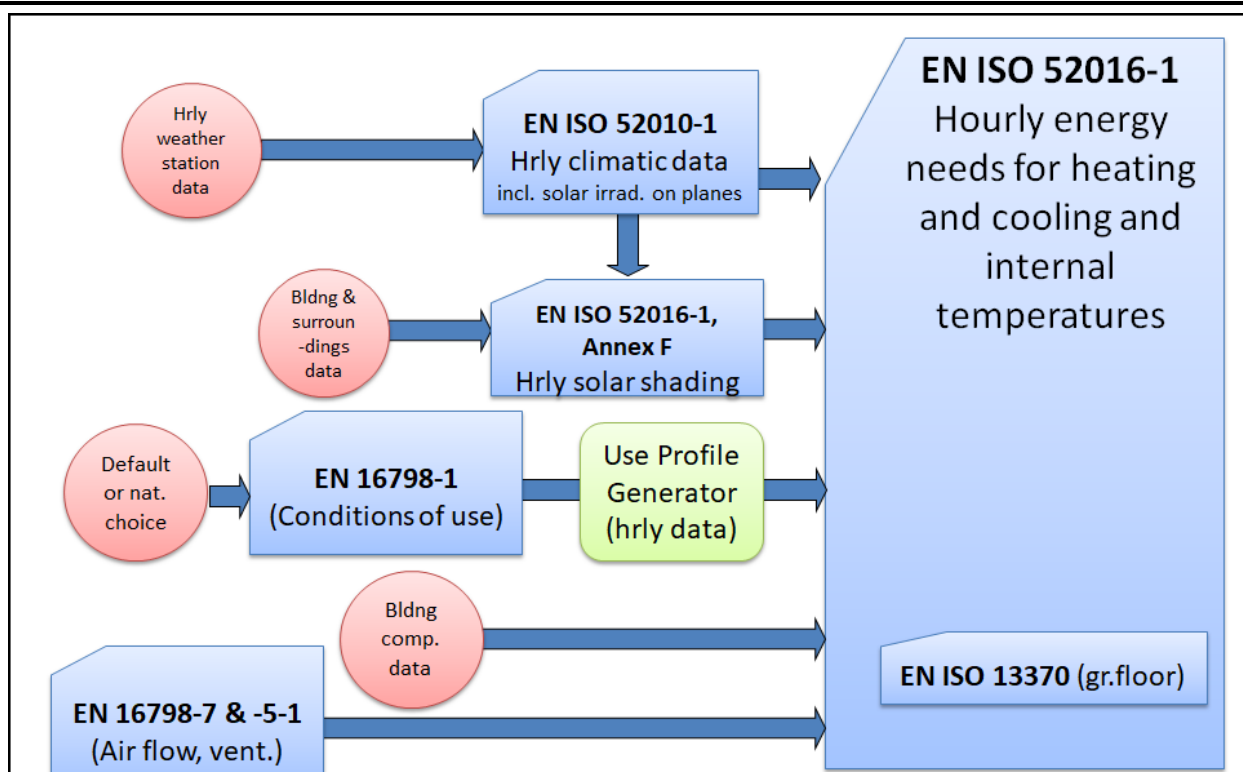 Hrly
weather
station
data
EN ISO 52010-1
Hrly climatic data
incl. solar irrad. on planes
EN ISO 52016-1
Hourly energy
needs for heating
and cooling and
internal
temperatures
Bldng &
surroun
-dings
data
EN ISO 52016-1,
Annex F
Hrly solar shading
Default
or nat.
choice
EN 16798-1
(Conditions of use)
Use Profile
Generator
(hrly data)
Bldng
comp.
data
EN ISO 13370 (gr.floor)
EN 16798-7 & -5-1
(Air flow, vent.)